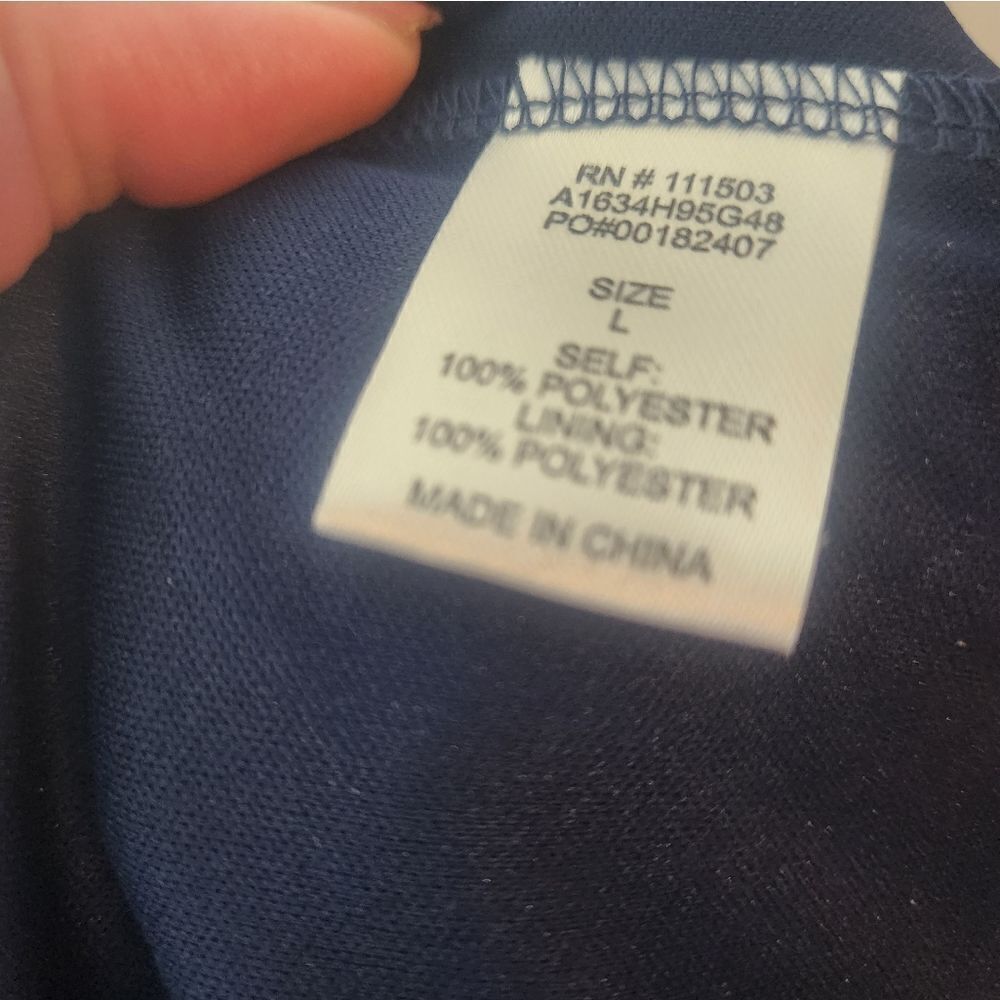 RN # 111503
A1634H95G48
PO#00182407
SIZE
L
SELF:
100% POLYESTER
LINING:
100% POLYESTER
MADE IN CHINA